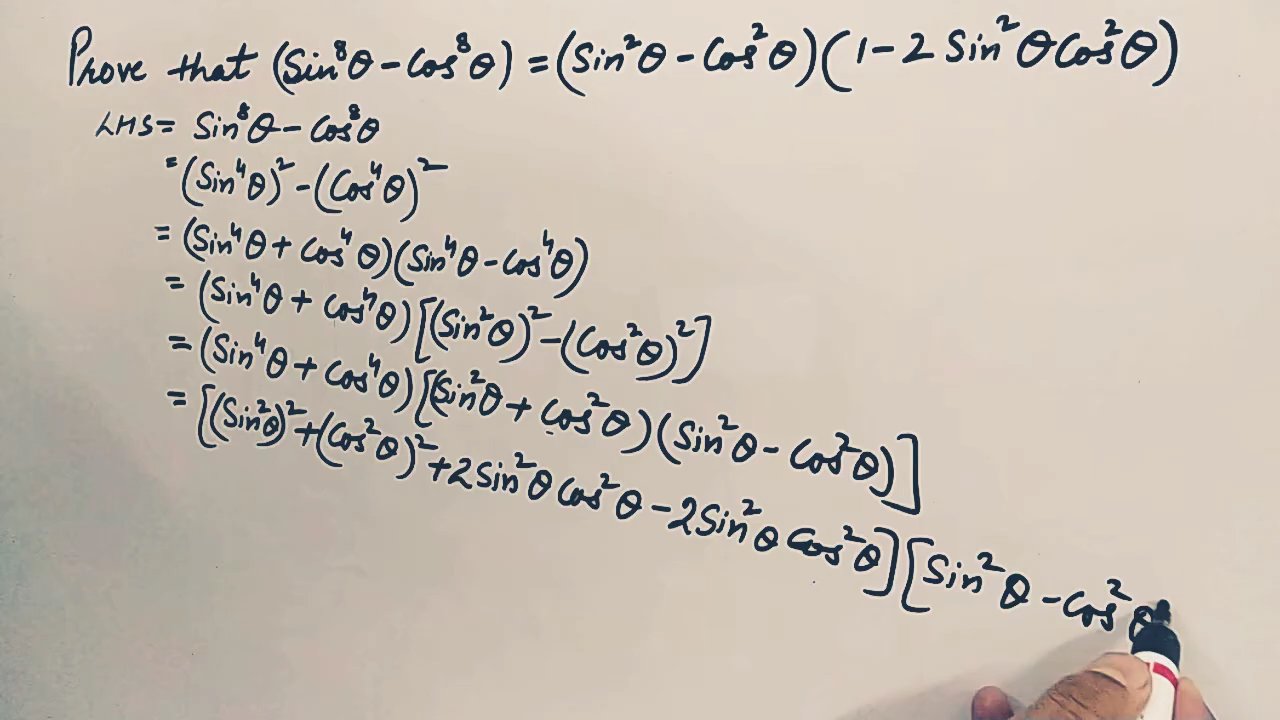 Prove that (Sin⁸θ - Cos⁸θ) = (Sin²θ - Cos²θ)(1 - 2 Sin²θ Cos²θ)
LHS = Sin⁸θ - Cos⁸θ
= (Sin⁴θ)² - (Cos⁴θ)²
= (Sin⁴θ + Cos⁴θ)(Sin⁴θ - Cos⁴θ)
= (Sin⁴θ + Cos⁴θ)[(Sin²θ)² - (Cos²θ)²]
= (Sin⁴θ + Cos⁴θ)[(Sin²θ + Cos²θ)(Sin²θ - Cos²θ)]
= [(Sin²θ)² + (Cos²θ)² + 2Sin²θ Cos²θ - 2Sin²θ Cos²θ][Sin²θ - Cos²θ